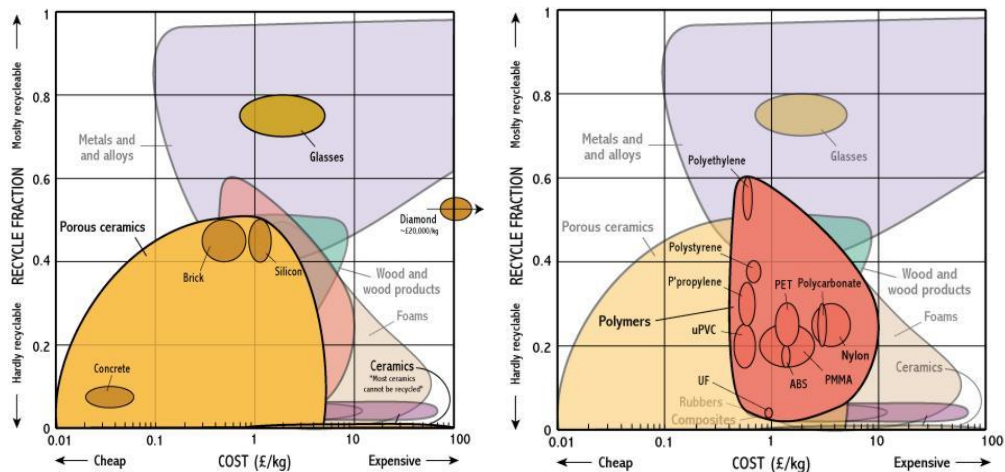 1
0.8
0.6
0.4
0.2
0
Mostly recycleable
RECYCLE FRACTION
Hardly recycleable
Metals and
and alloys
Glasses
Diamond
~£20,000/kg
Porous ceramics
Brick
Silicon
Wood and
wood products
Foams
Ceramics
"Most ceramics
cannot be recycled"
Concrete
0.01
0.1
1
10
100
Cheap
COST (£/kg)
Expensive
1
0.8
0.6
0.4
0.2
0
Mostly recycleable
RECYCLE FRACTION
Hardly recycleable
Metals and
and alloys
Glasses
Polyethylene
Porous ceramics
Polystyrene
P'propylene
PET
Polycarbonate
Wood and
wood products
Polymers
Foams
uPVC
Nylon
Ceramics
UF
ABS
PMMA
Rubbers
Composites
0.01
0.1
1
10
100
Cheap
COST (£/kg)
Expensive